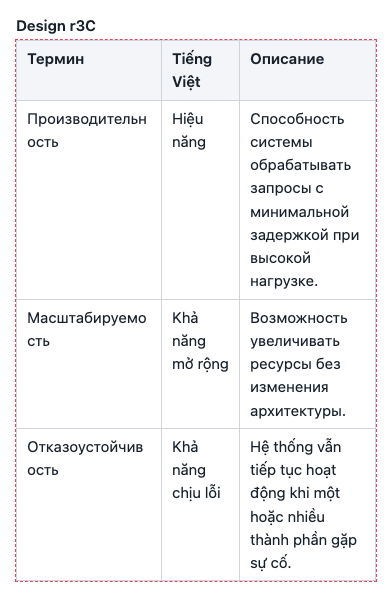 Design r3C
Термин
Tiếng
Việt
Описание
Производительн
ость
Hiệu
năng
Способность
системы
обрабатывать
запросы с
минимальной
задержкой при
высокой
нагрузке.
Масштабируемо
сть
Khả
năng
mở rộng
Возможность
увеличивать
ресурсы без
изменения
архитектуры.
Отказоустойчив
ость
Khả
năng
chịu lỗi
Hệ thống vẫn
tiếp tục hoạt
động khi một
hoặc nhiều
thành phần gặp
sự cố.